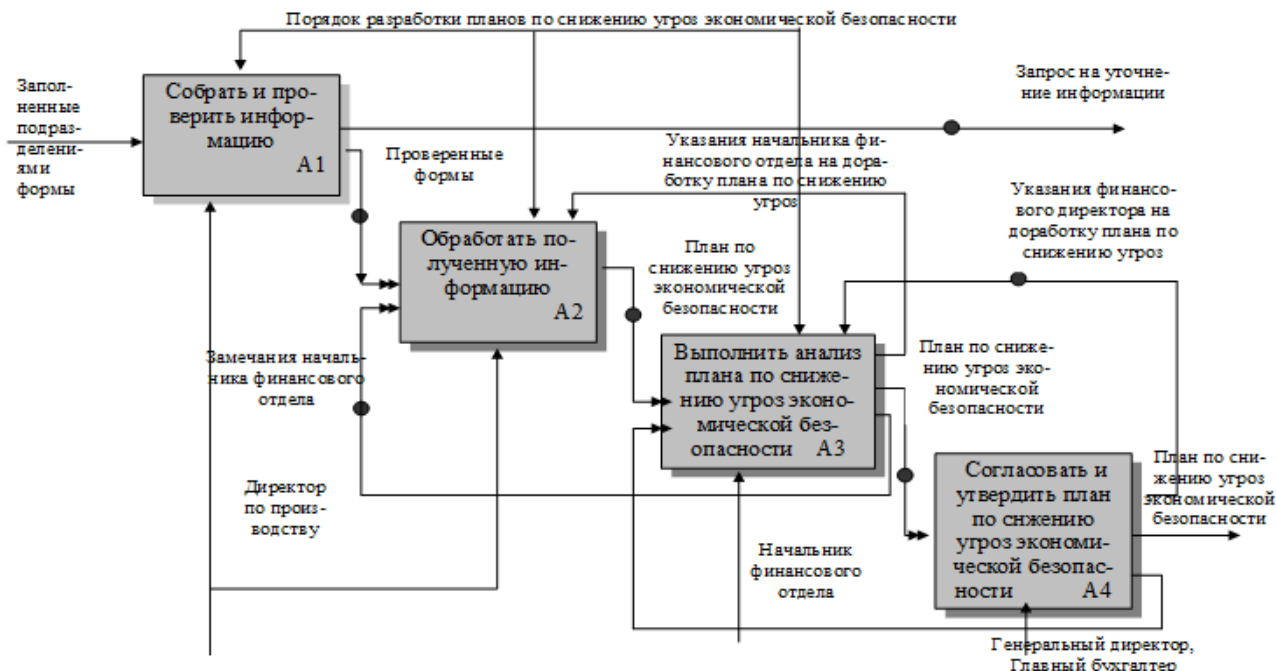 Порядок разработки планов по снижению угроз экономической безопасности
Запол-
ненные
подраз-
делени-
ями
формы
Собрать и про-
верить инфор-
мацию
А1
Запрос на уточне-
ние информации
Проверенные
формы
Указания начальника фи-
нансового отдела на дора-
ботку плана по снижению
угроз
Указания финансо-
вого директора на
доработку плана по
снижению угроз
Обработать по-
лученную ин-
формацию
А2
План по
снижению угроз
экономической
безопасности
Замечания началь-
ника финансового
отдела
Выполнить анализ
плана по сниже-
нию угроз эконо-
мической без-
опасности А3
План по сниже-
нию угроз эко-
номической
безопасности
Директор
по произ-
водству
Согласовать и
утвердить план
по снжению
угроз экономи-
ческой безопас-
ности А4
План по сни-
жению угроз
экономической
безопасности
Начальник
финансового
отдела
Генеральный директор,
Главный бухгалтер